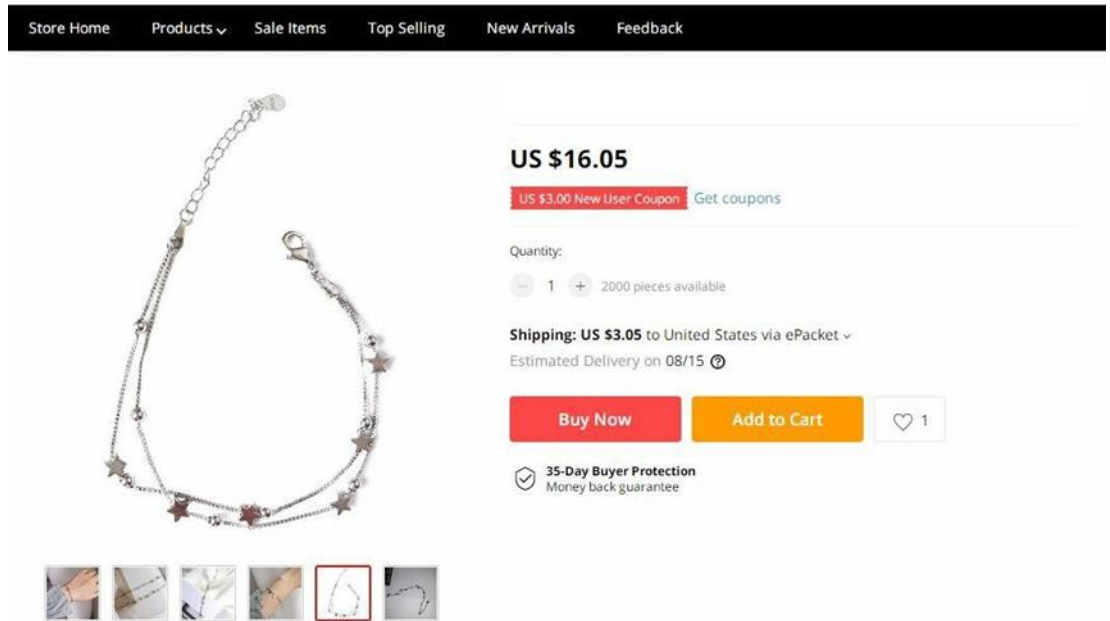 Store Home Products Sale Items Top Selling New Arrivals Feedback
US $16.05
US $3.00 New User Coupon Get coupons
Quantity:
− 1 + 2000 pieces available
Shipping: US $3.05 to United States via ePacket
Estimated Delivery on 08/15 ?
Buy Now Add to Cart 1
35-Day Buyer Protection
Money back guarantee